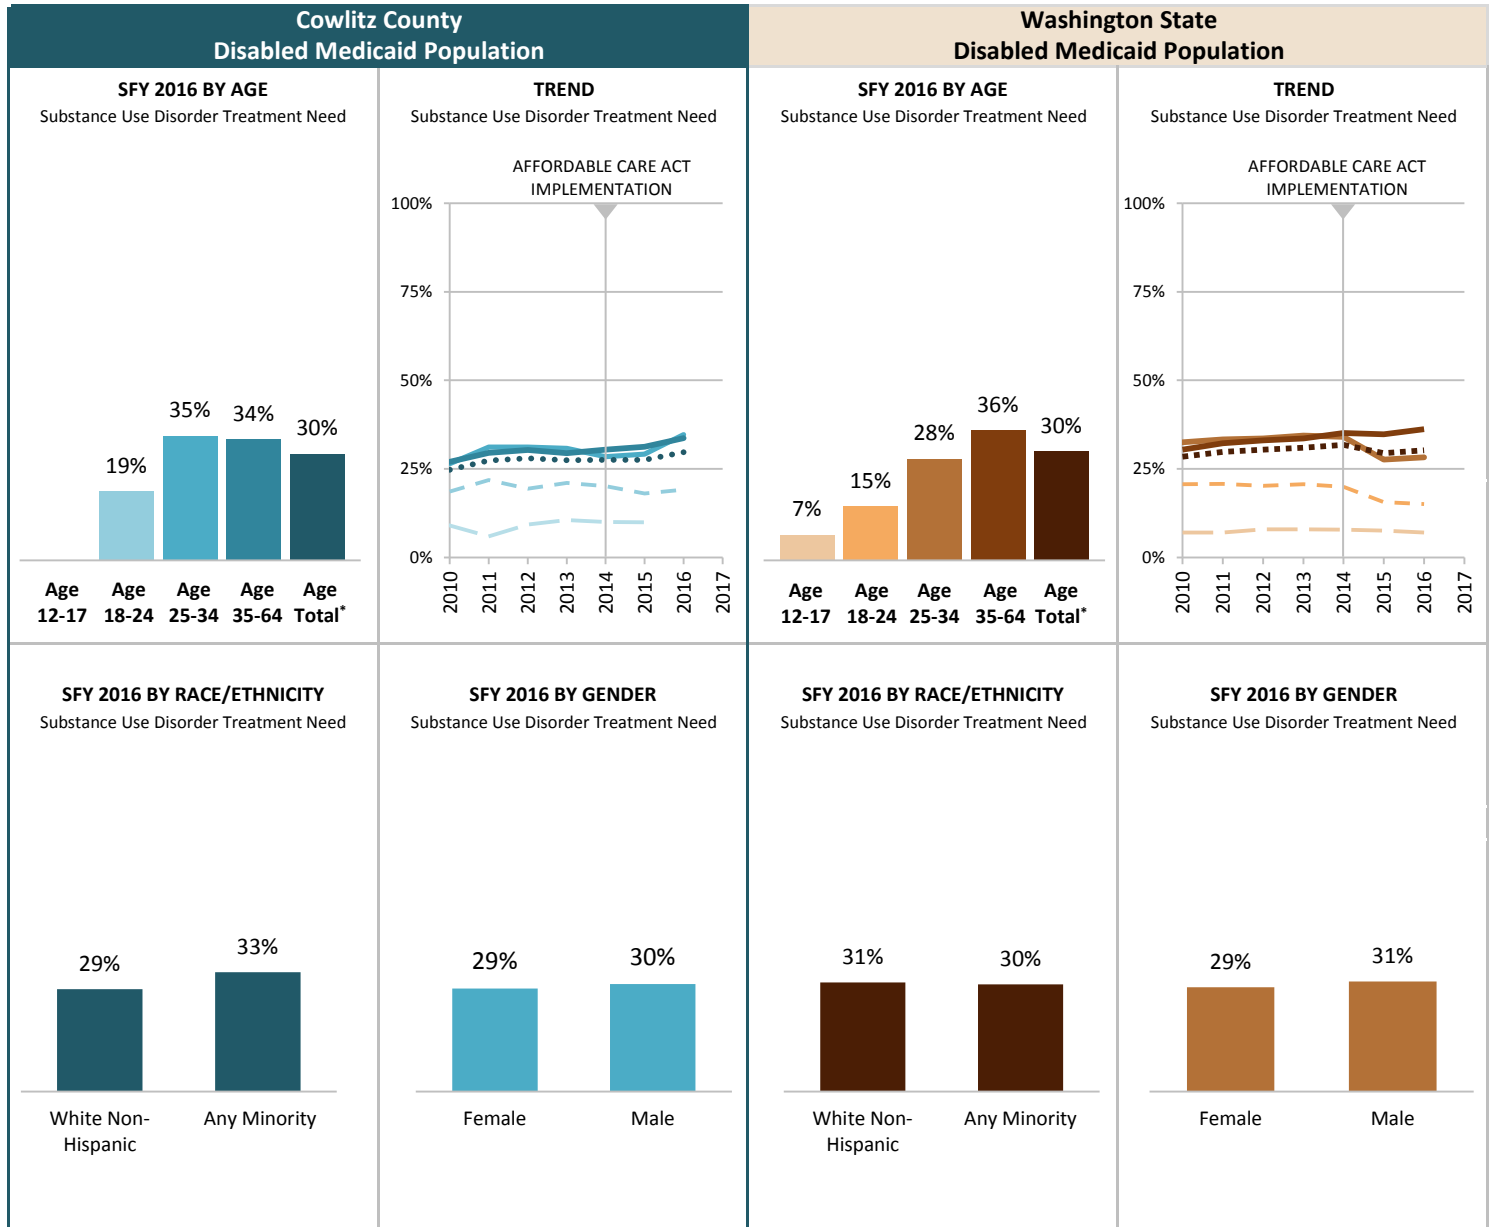 Cowlitz County
Disabled Medicaid Population
Washington State
Disabled Medicaid Population
SFY 2016 BY AGE
Substance Use Disorder Treatment Need
35%
34%
30%
19%
Age 12-17
Age 18-24
Age 25-34
Age 35-64
Age Total*
TREND
Substance Use Disorder Treatment Need
AFFORDABLE CARE ACT
IMPLEMENTATION
100%
75%
50%
25%
0%
2010
2011
2012
2013
2014
2015
2016
2017
SFY 2016 BY AGE
Substance Use Disorder Treatment Need
7%
15%
28%
36%
30%
Age 12-17
Age 18-24
Age 25-34
Age 35-64
Age Total*
TREND
Substance Use Disorder Treatment Need
AFFORDABLE CARE ACT
IMPLEMENTATION
100%
75%
50%
25%
0%
2010
2011
2012
2013
2014
2015
2016
2017
SFY 2016 BY RACE/ETHNICITY
Substance Use Disorder Treatment Need
29%
33%
White Non-
Hispanic
Any Minority
SFY 2016 BY GENDER
Substance Use Disorder Treatment Need
29%
30%
Female
Male
SFY 2016 BY RACE/ETHNICITY
Substance Use Disorder Treatment Need
31%
30%
White Non-
Hispanic
Any Minority
SFY 2016 BY GENDER
Substance Use Disorder Treatment Need
29%
31%
Female
Male